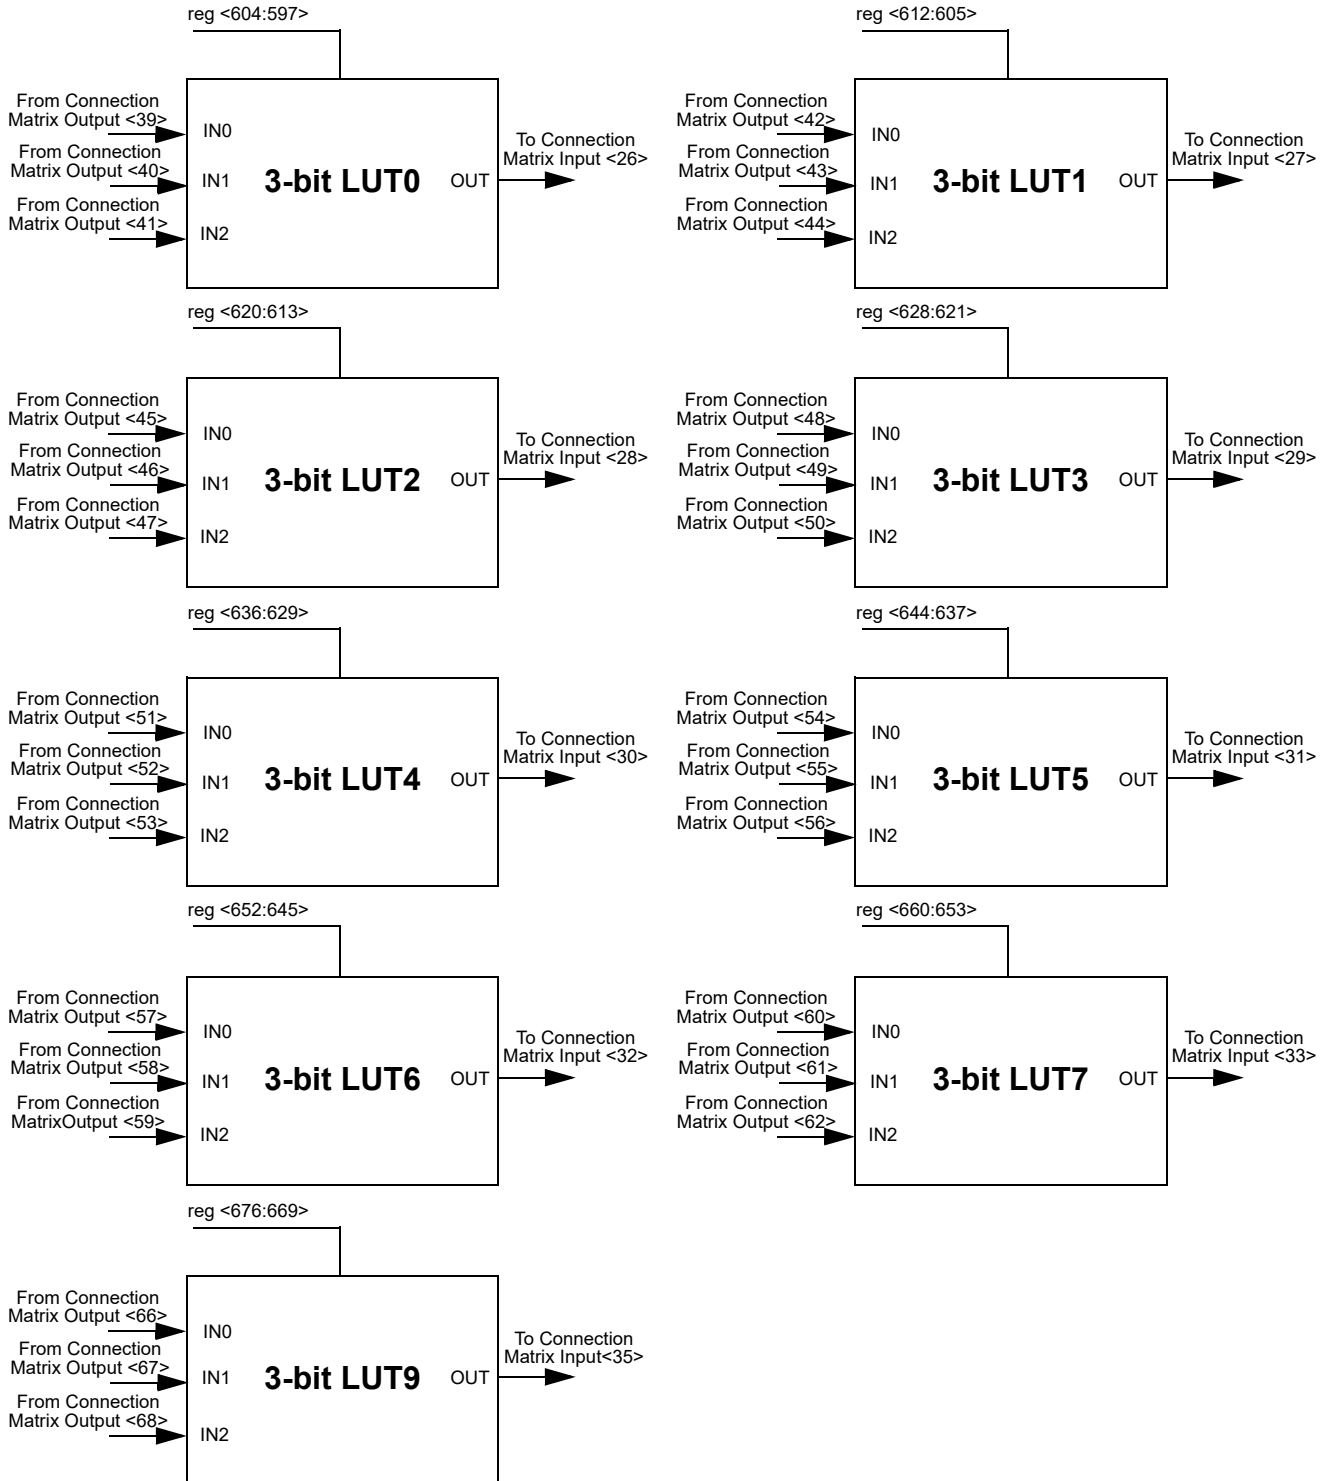 reg <604:597>
From Connection
Matrix Output <39>
From Connection
Matrix Output <40>
From Connection
Matrix Output <41>
IN0
IN1
IN2
3-bit LUT0
OUT
To Connection
Matrix Input <26>
reg <612:605>
From Connection
Matrix Output <42>
From Connection
Matrix Output <43>
From Connection
Matrix Output <44>
IN0
IN1
IN2
3-bit LUT1
OUT
To Connection
Matrix Input <27>
reg <620:613>
From Connection
Matrix Output <45>
From Connection
Matrix Output <46>
From Connection
Matrix Output <47>
IN0
IN1
IN2
3-bit LUT2
OUT
To Connection
Matrix Input <28>
reg <628:621>
From Connection
Matrix Output <48>
From Connection
Matrix Output <49>
From Connection
Matrix Output <50>
IN0
IN1
IN2
3-bit LUT3
OUT
To Connection
Matrix Input <29>
reg <636:629>
From Connection
Matrix Output <51>
From Connection
Matrix Output <52>
From Connection
Matrix Output <53>
IN0
IN1
IN2
3-bit LUT4
OUT
To Connection
Matrix Input <30>
reg <644:637>
From Connection
Matrix Output <54>
From Connection
Matrix Output <55>
From Connection
Matrix Output <56>
IN0
IN1
IN2
3-bit LUT5
OUT
To Connection
Matrix Input <31>
reg <652:645>
From Connection
Matrix Output <57>
From Connection
Matrix Output <58>
From Connection
MatrixOutput <59>
IN0
IN1
IN2
3-bit LUT6
OUT
To Connection
Matrix Input <32>
reg <660:653>
From Connection
Matrix Output <60>
From Connection
Matrix Output <61>
From Connection
Matrix Output <62>
IN0
IN1
IN2
3-bit LUT7
OUT
To Connection
Matrix Input <33>
reg <676:669>
From Connection
Matrix Output <66>
From Connection
Matrix Output <67>
From Connection
Matrix Output <68>
IN0
IN1
IN2
3-bit LUT9
OUT
To Connection
Matrix Input<35>